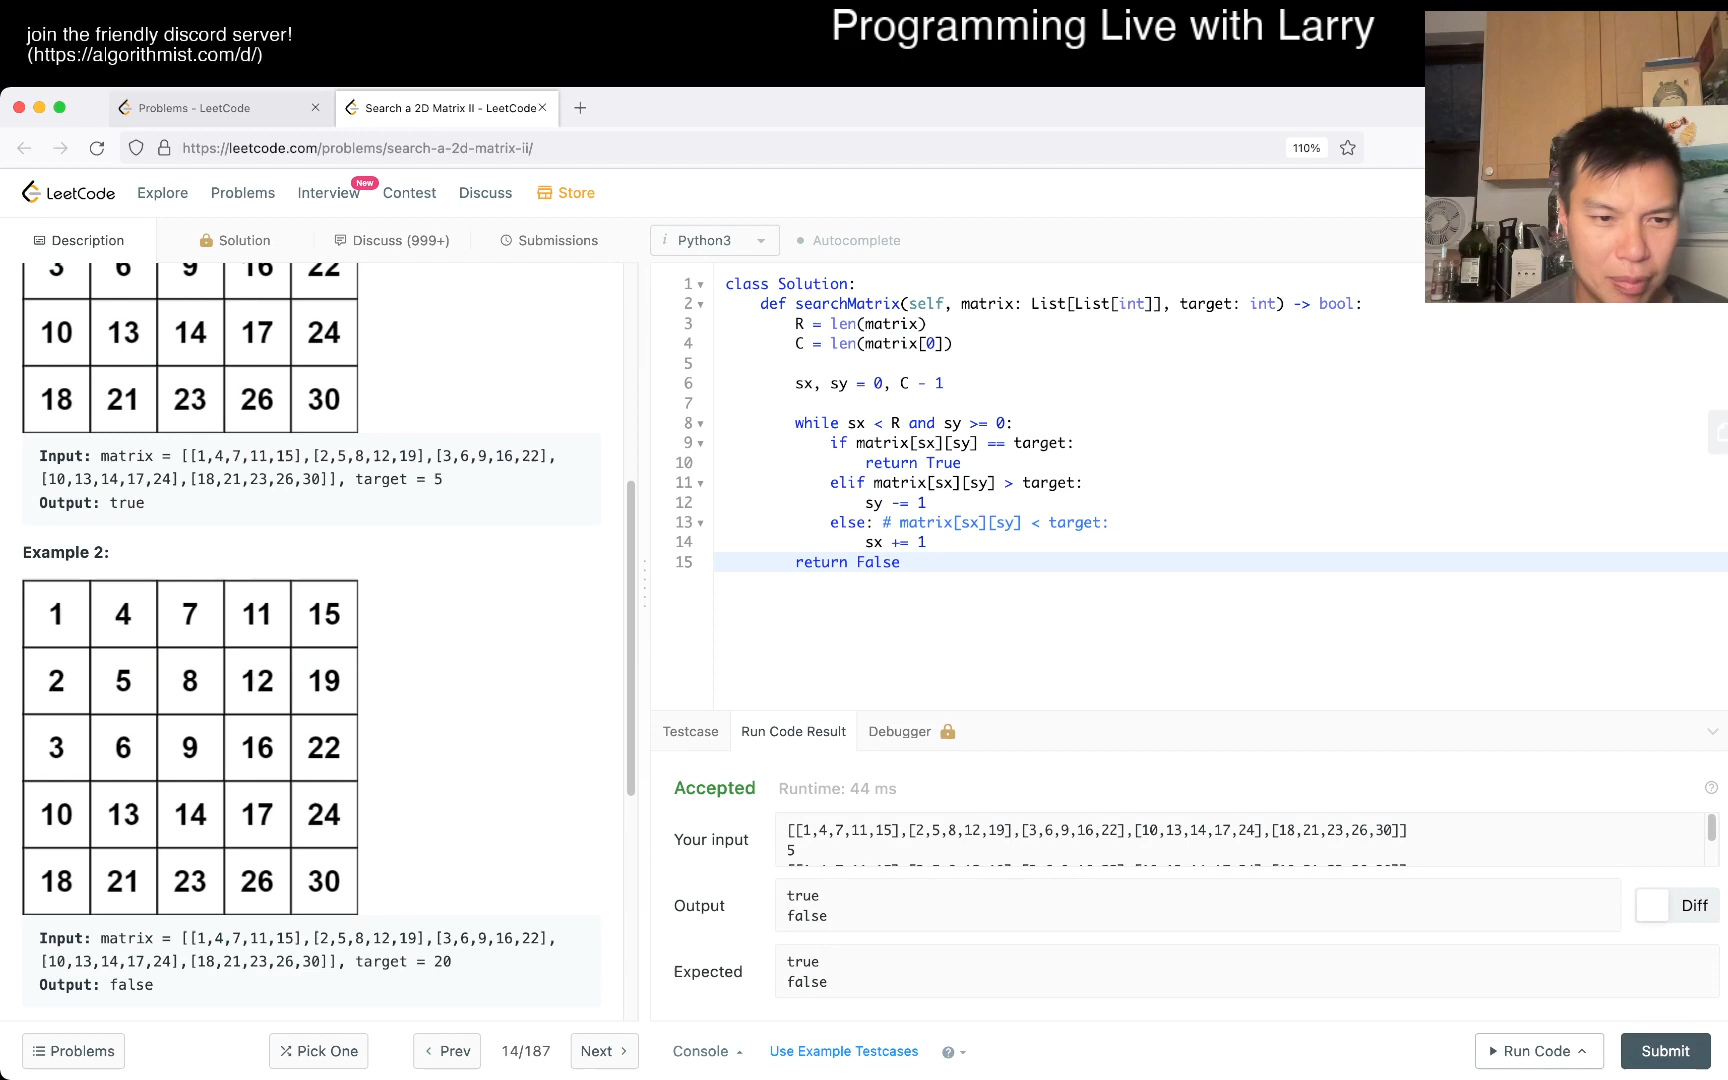 join the friendly discord server!
(https://algorithmist.com/d/)
Programming Live with Larry
Problems - LeetCode
Search a 2D Matrix II - LeetCode
https://leetcode.com/problems/search-a-2d-matrix-ii/
110%
LeetCode
Explore
Problems
Interview
New
Contest
Discuss
Store
Description
Solution
Discuss (999+)
Submissions
i Python3
Autocomplete
3 6 9 16 22
10 13 14 17 24
18 21 23 26 30
Input: matrix = [[1,4,7,11,15],[2,5,8,12,19],[3,6,9,16,22],
[10,13,14,17,24],[18,21,23,26,30]], target = 5
Output: true
Example 2:
1 4 7 11 15
2 5 8 12 19
3 6 9 16 22
10 13 14 17 24
18 21 23 26 30
Input: matrix = [[1,4,7,11,15],[2,5,8,12,19],[3,6,9,16,22],
[10,13,14,17,24],[18,21,23,26,30]], target = 20
Output: false
1 class Solution:
2 def searchMatrix(self, matrix: List[List[int]], target: int) -> bool:
3 R = len(matrix)
4 C = len(matrix[0])
5
6 sx, sy = 0, C - 1
7
8 while sx < R and sy >= 0:
9 if matrix[sx][sy] == target:
10 return True
11 elif matrix[sx][sy] > target:
12 sy -= 1
13 else: # matrix[sx][sy] < target:
14 sx += 1
15 return False
Testcase
Run Code Result
Debugger
Accepted
Runtime: 44 ms
Your input
[[1,4,7,11,15],[2,5,8,12,19],[3,6,9,16,22],[10,13,14,17,24],[18,21,23,26,30]]
5
Output
true
false
Diff
Expected
true
false
Problems
Pick One
Prev
14/187
Next
Console
Use Example Testcases
Run Code
Submit